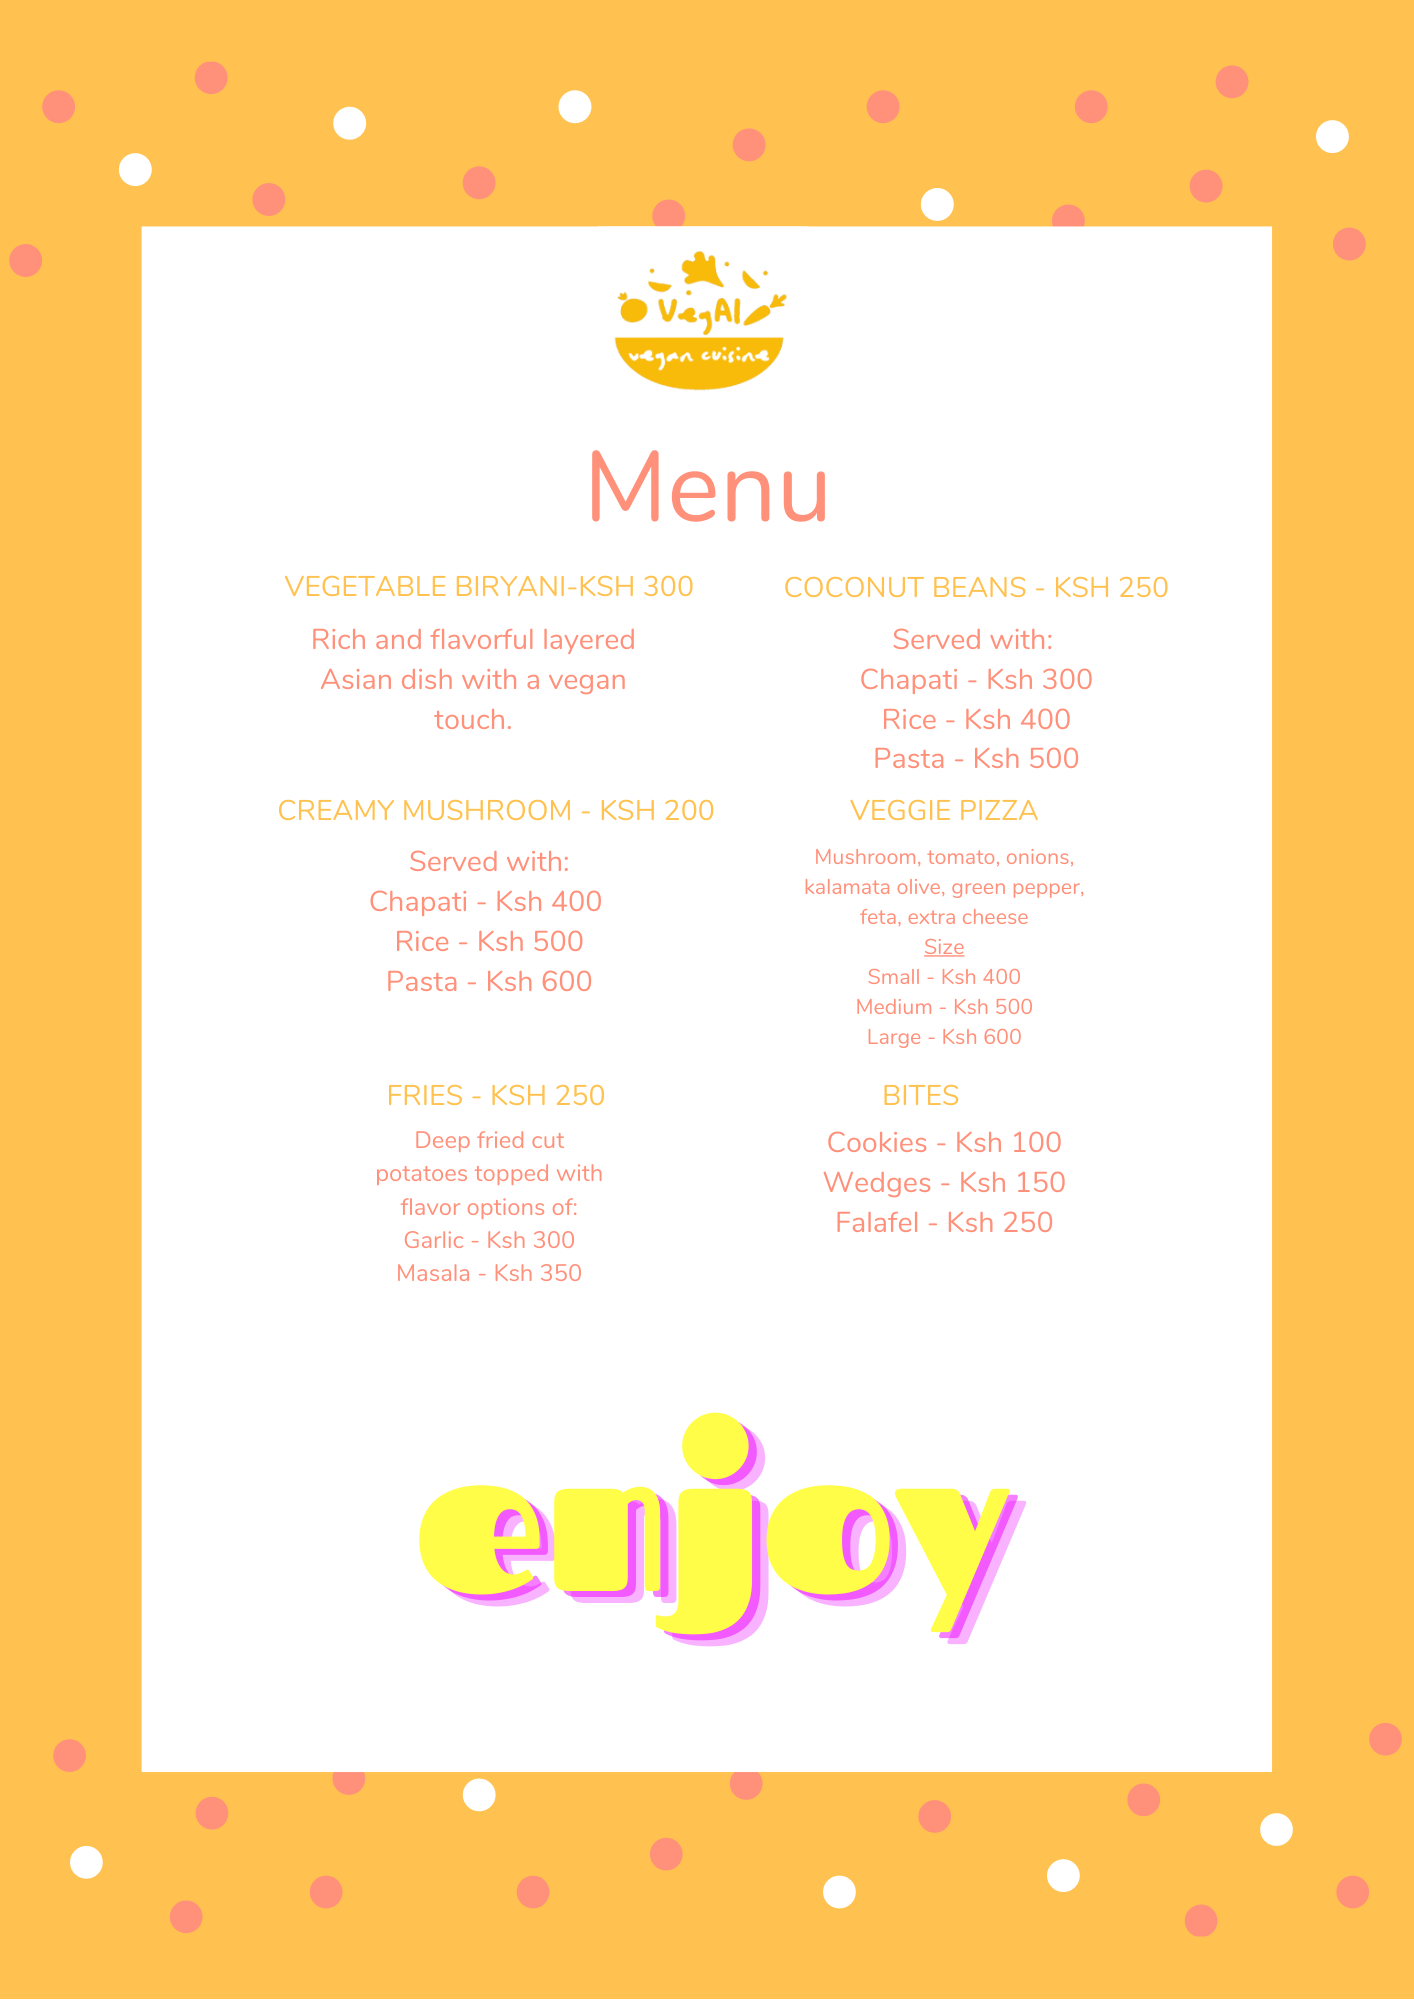 VegAI
vegan cuisine
Menu
VEGETABLE BIRYANI-KSH 300
Rich and flavorful layered
Asian dish with a vegan
touch.
COCONUT BEANS - KSH 250
Served with:
Chapati - Ksh 300
Rice - Ksh 400
Pasta - Ksh 500
CREAMY MUSHROOM - KSH 200
Served with:
Chapati - Ksh 400
Rice - Ksh 500
Pasta - Ksh 600
VEGGIE PIZZA
Mushroom, tomato, onions,
kalamata olive, green pepper,
feta, extra cheese
Size
Small - Ksh 400
Medium - Ksh 500
Large - Ksh 600
FRIES - KSH 250
Deep fried cut
potatoes topped with
flavor options of:
Garlic - Ksh 300
Masala - Ksh 350
BITES
Cookies - Ksh 100
Wedges - Ksh 150
Falafel - Ksh 250
enjoy